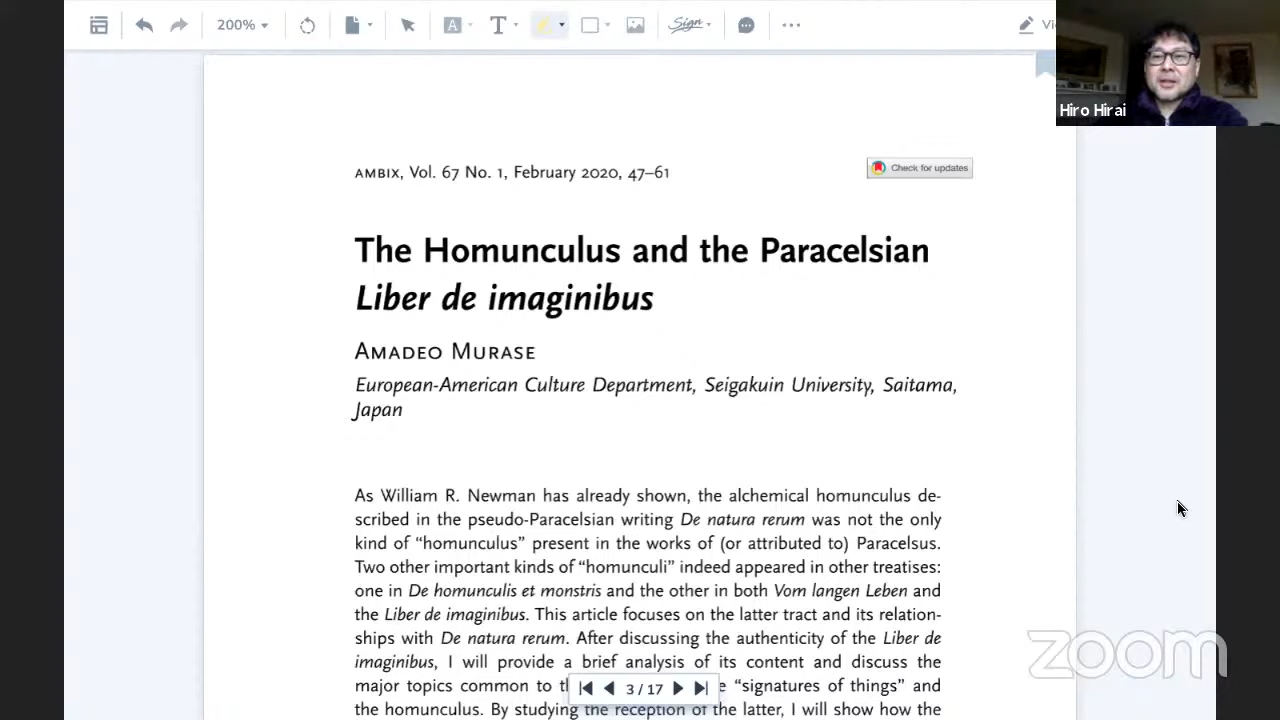 200%
A
T
Sign
Hiro Hirai
AMBIX, Vol. 67 No. 1, February 2020, 47–61
Check for updates
The Homunculus and the Paracelsian
Liber de imaginibus
AMADEO MURASE
European-American Culture Department, Seigakuin University, Saitama,
Japan
As William R. Newman has already shown, the alchemical homunculus de-
scribed in the pseudo-Paracelsian writing De natura rerum was not the only
kind of “homunculus” present in the works of (or attributed to) Paracelsus.
Two other important kinds of “homunculi” indeed appeared in other treatises:
one in De homunculis et monstris and the other in both Vom langen Leben and
the Liber de imaginibus. This article focuses on the latter tract and its relation-
ships with De natura rerum. After discussing the authenticity of the Liber de
imaginibus, I will provide a brief analysis of its content and discuss the
major topics common to “signatures of things” and
3 / 17
the homunculus. By studying the reception of the latter, I will show how the
zoom